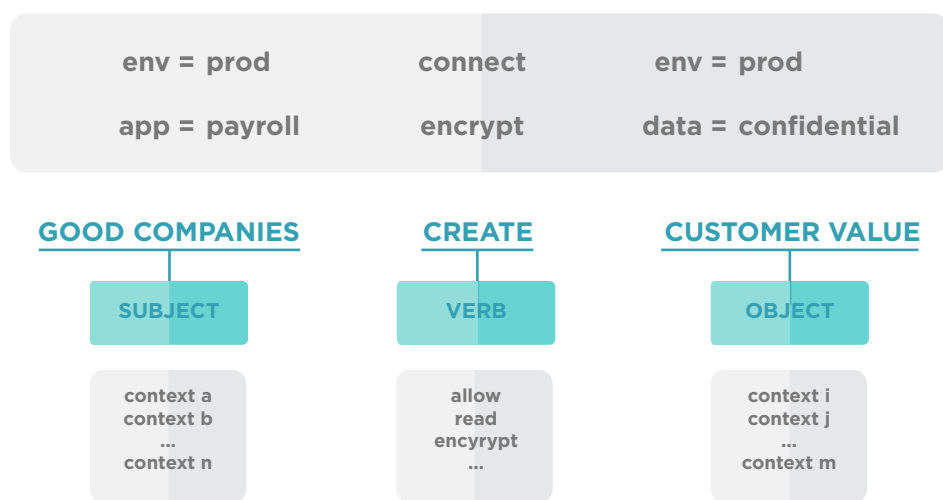 env = prod connect env = prod
app = payroll encrypt data = confidential
GOOD COMPANIES CREATE CUSTOMER VALUE
SUBJECT VERB OBJECT
context a allow context i
context b read context j
... encyrypt ...
context n ... context m